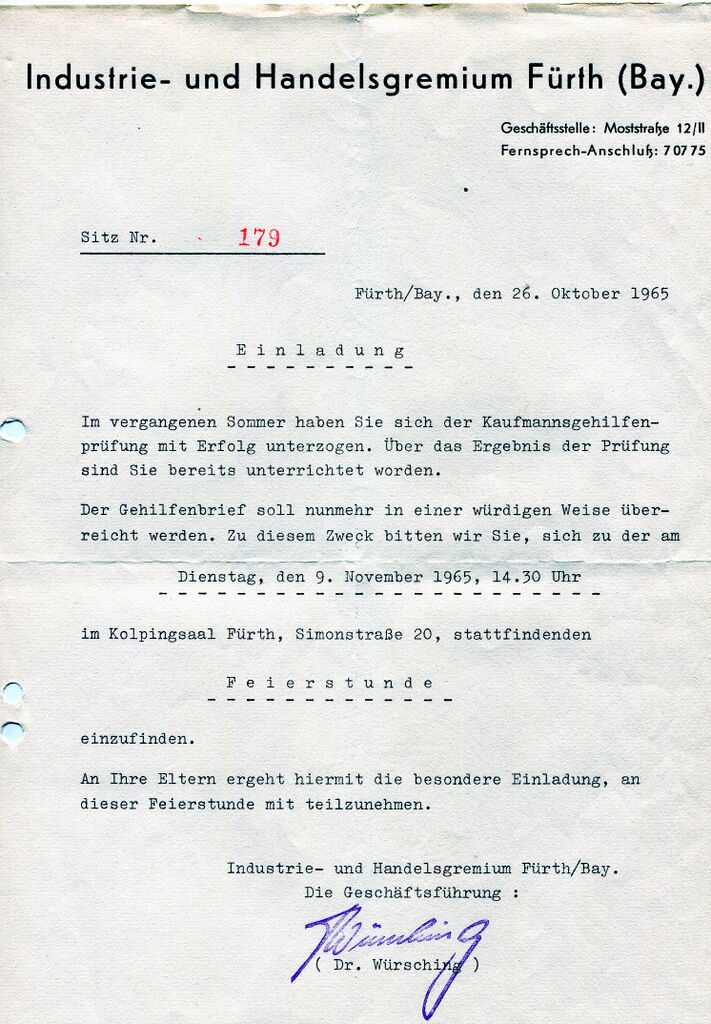 Industrie- und Handelsgremium Fürth (Bay.)
Geschäftsstelle: Moststraße 12/II
Fernsprech-Anschluß: 70775
Sitz Nr. 179
Fürth/Bay., den 26. Oktober 1965
E i n l a d u n g
Im vergangenen Sommer haben Sie sich der Kaufmannsgehilfen-
prüfung mit Erfolg unterzogen. Über das Ergebnis der Prüfung
sind Sie bereits unterrichtet worden.
Der Gehilfenbrief soll nunmehr in einer würdigen Weise über-
reicht werden. Zu diesem Zweck bitten wir Sie, sich zu der am
Dienstag, den 9. November 1965, 14.30 Uhr
im Kolpingsaal Fürth, Simonstraße 20, stattfindenden
F e i e r s t u n d e
einzufinden.
An Ihre Eltern ergeht hiermit die besondere Einladung, an
dieser Feierstunde mit teilzunehmen.
Industrie- und Handelsgremium Fürth/Bay.
Die Geschäftsführung :
Würsching
( Dr. Würsching )